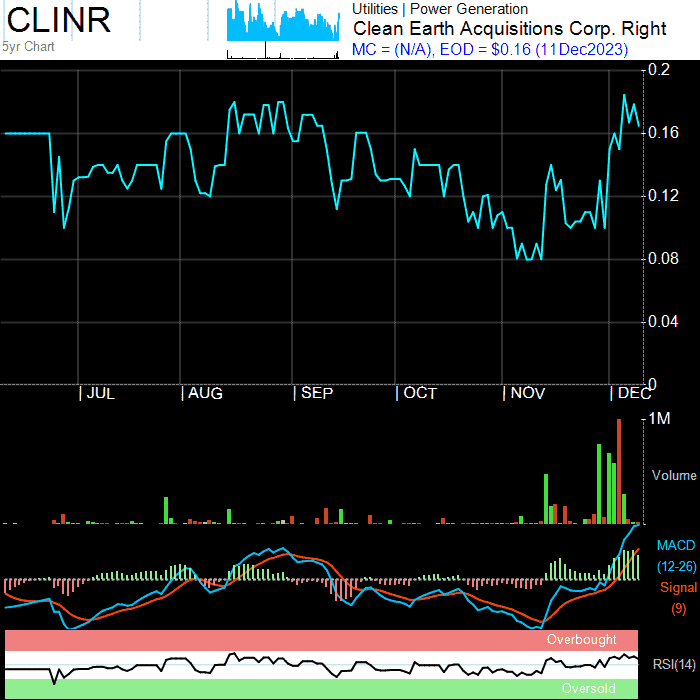 CLINR
5yr Chart
Utilities | Power Generation
Clean Earth Acquisitions Corp. Right
MC = (N/A), EOD = $0.16 (11Dec2023)
0.2
0.16
0.12
0.08
0.04
0
| JUL | AUG | SEP | OCT | NOV | DEC
1M
Volume
MACD
(12-26)
Signal
(9)
Overbought
RSI(14)
Oversold